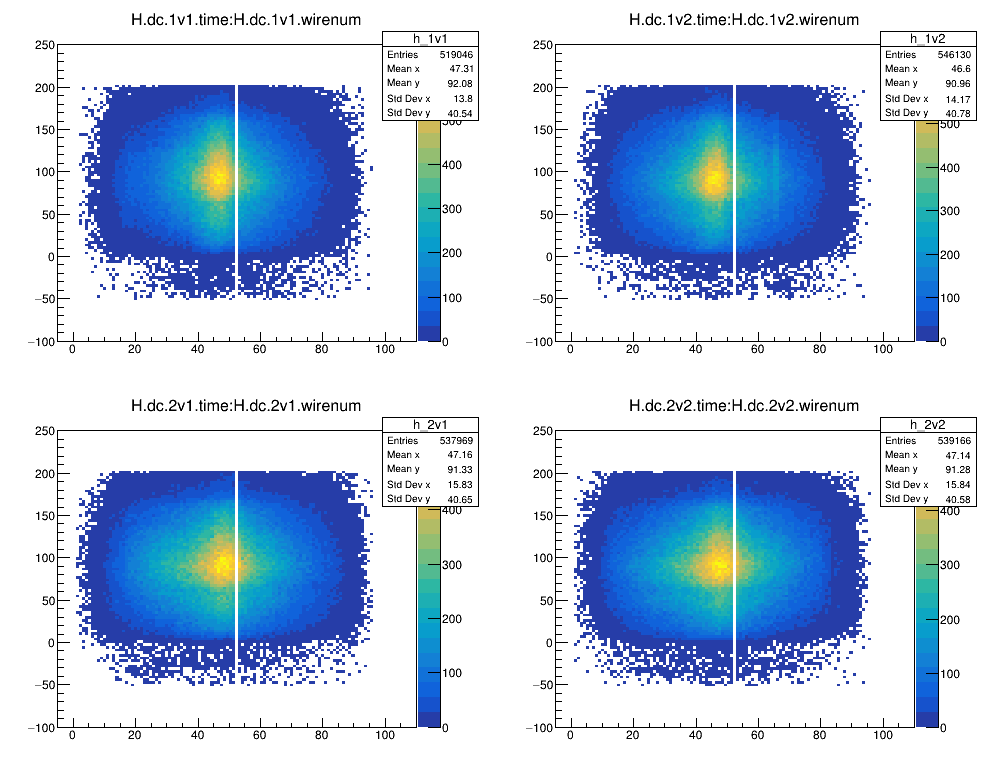 H.dc.1v1.time:H.dc.1v1.wirenum
h_1v1
Entries 519046
Mean x 47.31
Mean y 92.08
Std Dev x 13.8
Std Dev y 40.54
250
200
150
100
50
0
−50
−100
0 20 40 60 80 100
500
400
300
200
100
0
H.dc.1v2.time:H.dc.1v2.wirenum
h_1v2
Entries 546130
Mean x 46.6
Mean y 90.96
Std Dev x 14.17
Std Dev y 40.78
250
200
150
100
50
0
−50
−100
0 20 40 60 80 100
500
400
300
200
100
0
H.dc.2v1.time:H.dc.2v1.wirenum
h_2v1
Entries 537969
Mean x 47.16
Mean y 91.33
Std Dev x 15.83
Std Dev y 40.65
250
200
150
100
50
0
−50
−100
0 20 40 60 80 100
400
300
200
100
0
H.dc.2v2.time:H.dc.2v2.wirenum
h_2v2
Entries 539166
Mean x 47.14
Mean y 91.28
Std Dev x 15.84
Std Dev y 40.58
250
200
150
100
50
0
−50
−100
0 20 40 60 80 100
400
300
200
100
0